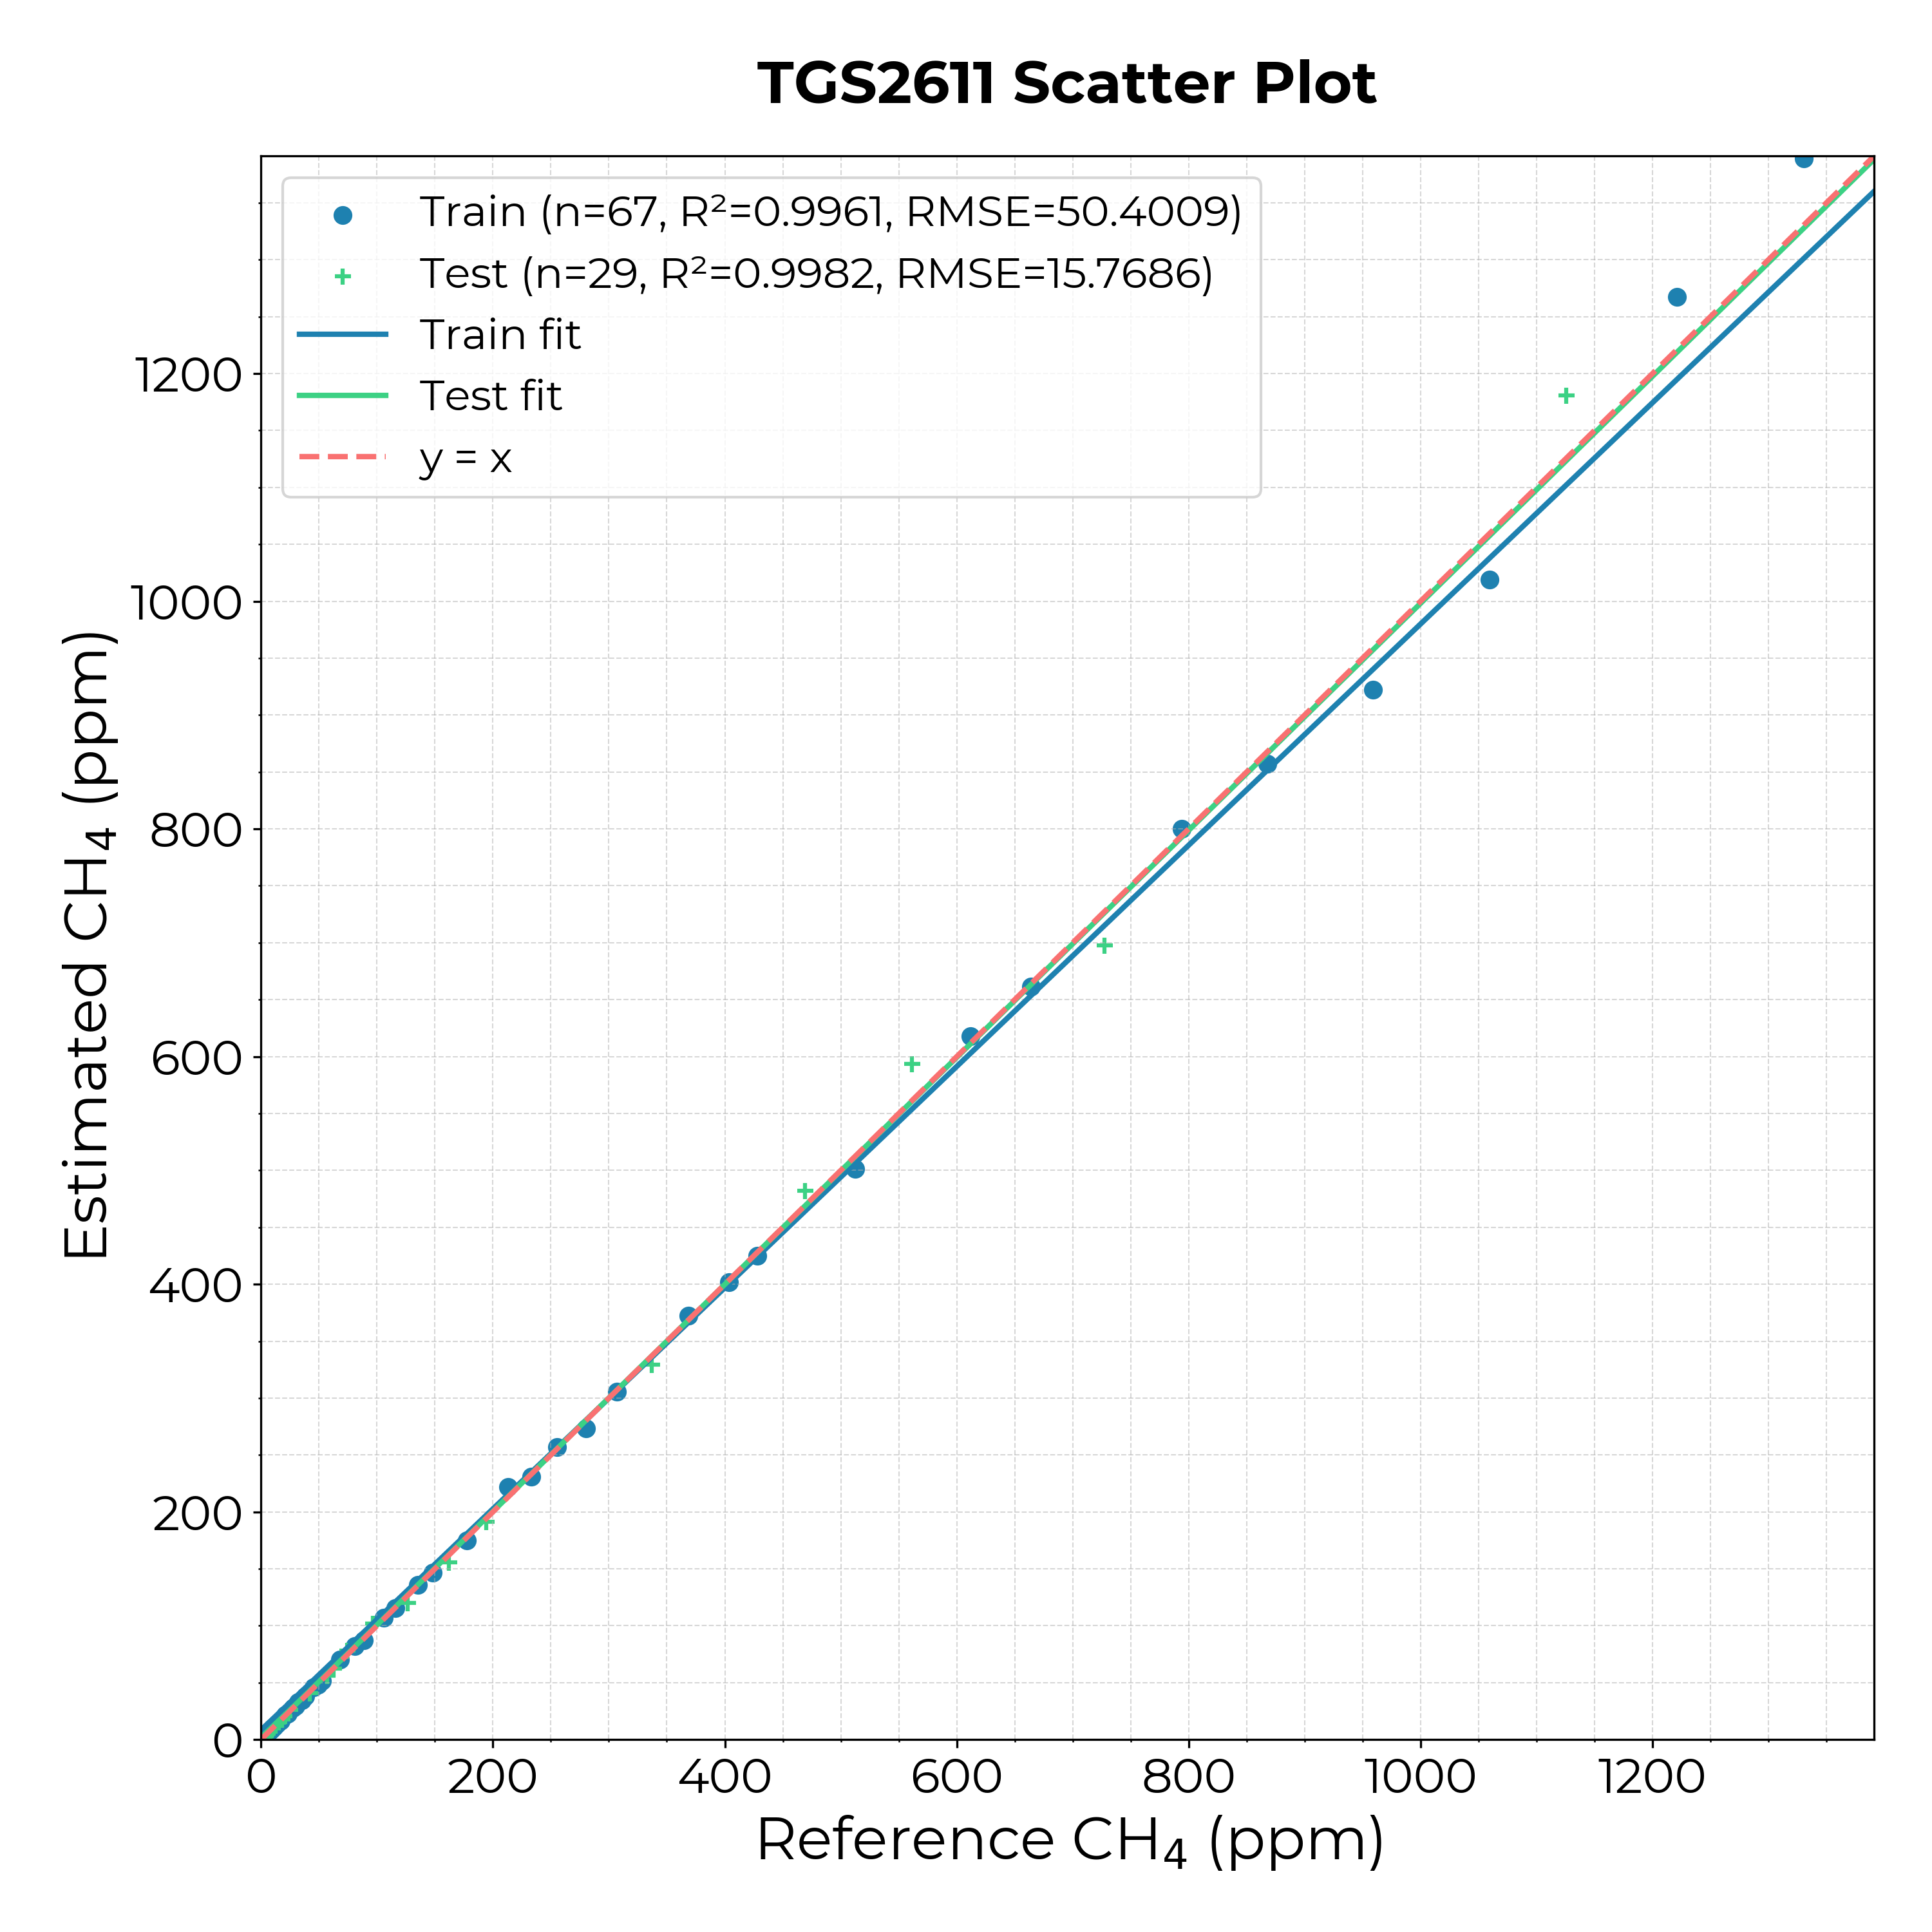 TGS2611 Scatter Plot
Train (n=67, R²=0.9961, RMSE=50.4009)
Test (n=29, R²=0.9982, RMSE=15.7686)
Train fit
Test fit
y = x
Estimated CH₄ (ppm)
1200
1000
800
600
400
200
0
0 200 400 600 800 1000 1200
Reference CH₄ (ppm)